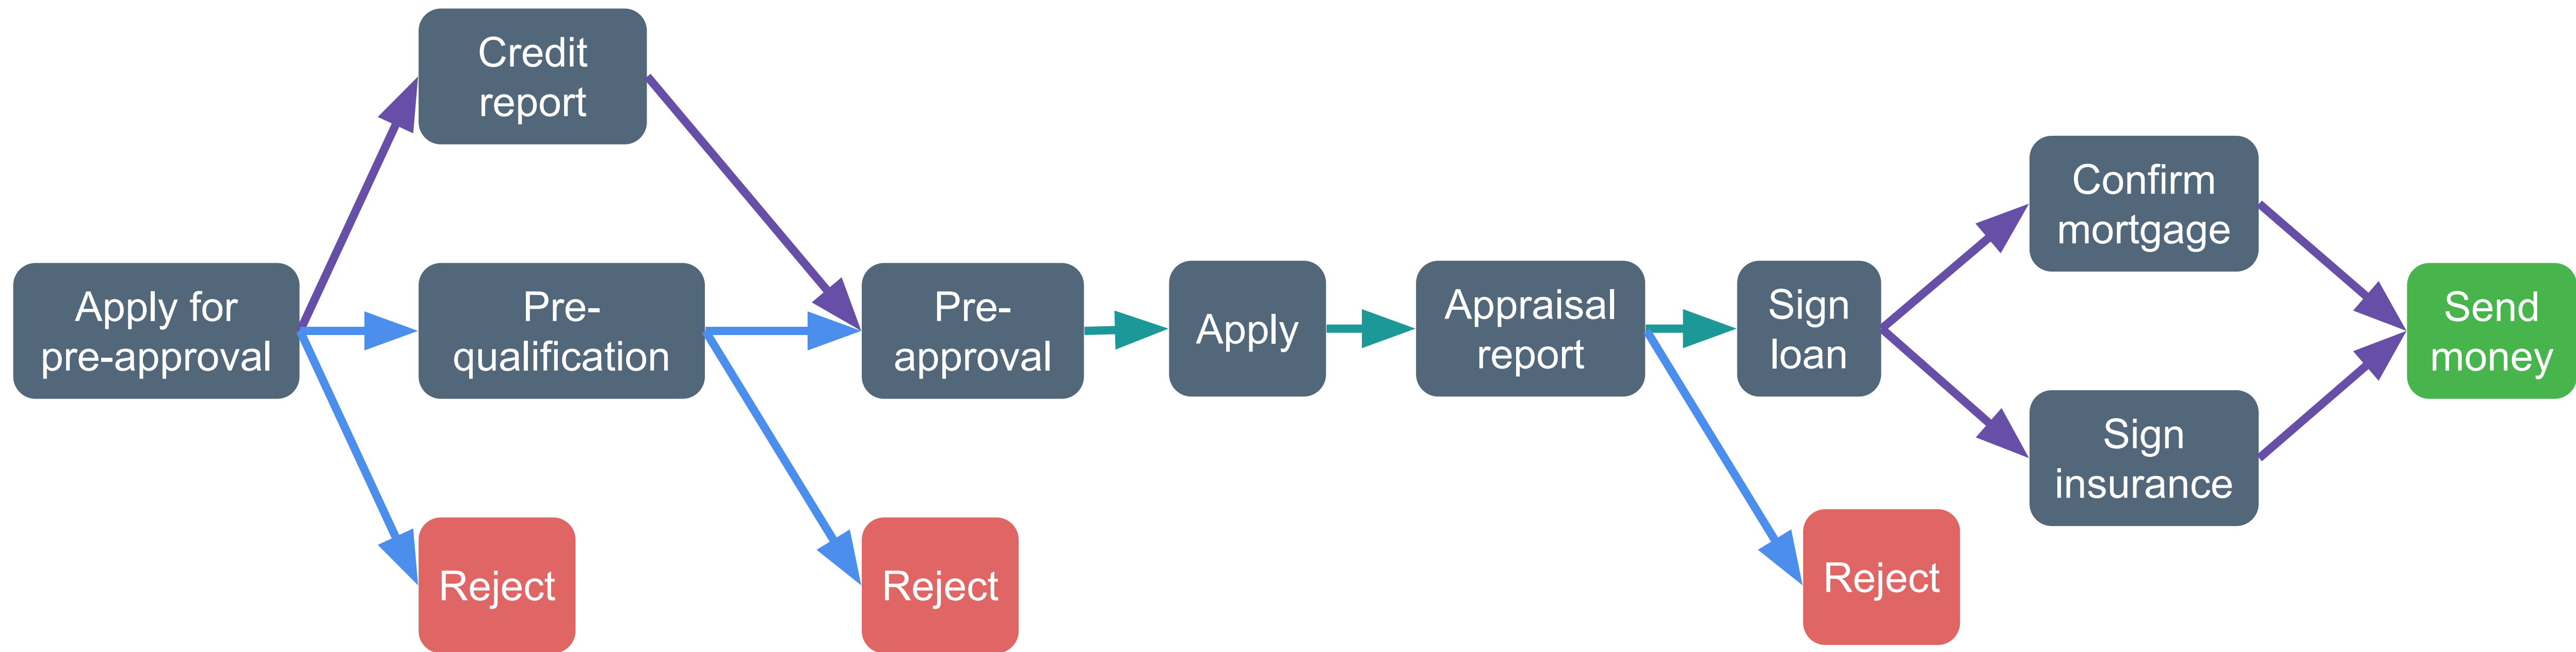 Credit
report
Apply for
pre-approval
Pre-
qualification
Pre-
approval
Apply
Appraisal
report
Sign
loan
Confirm
mortgage
Sign
insurance
Send
money
Reject
Reject
Reject